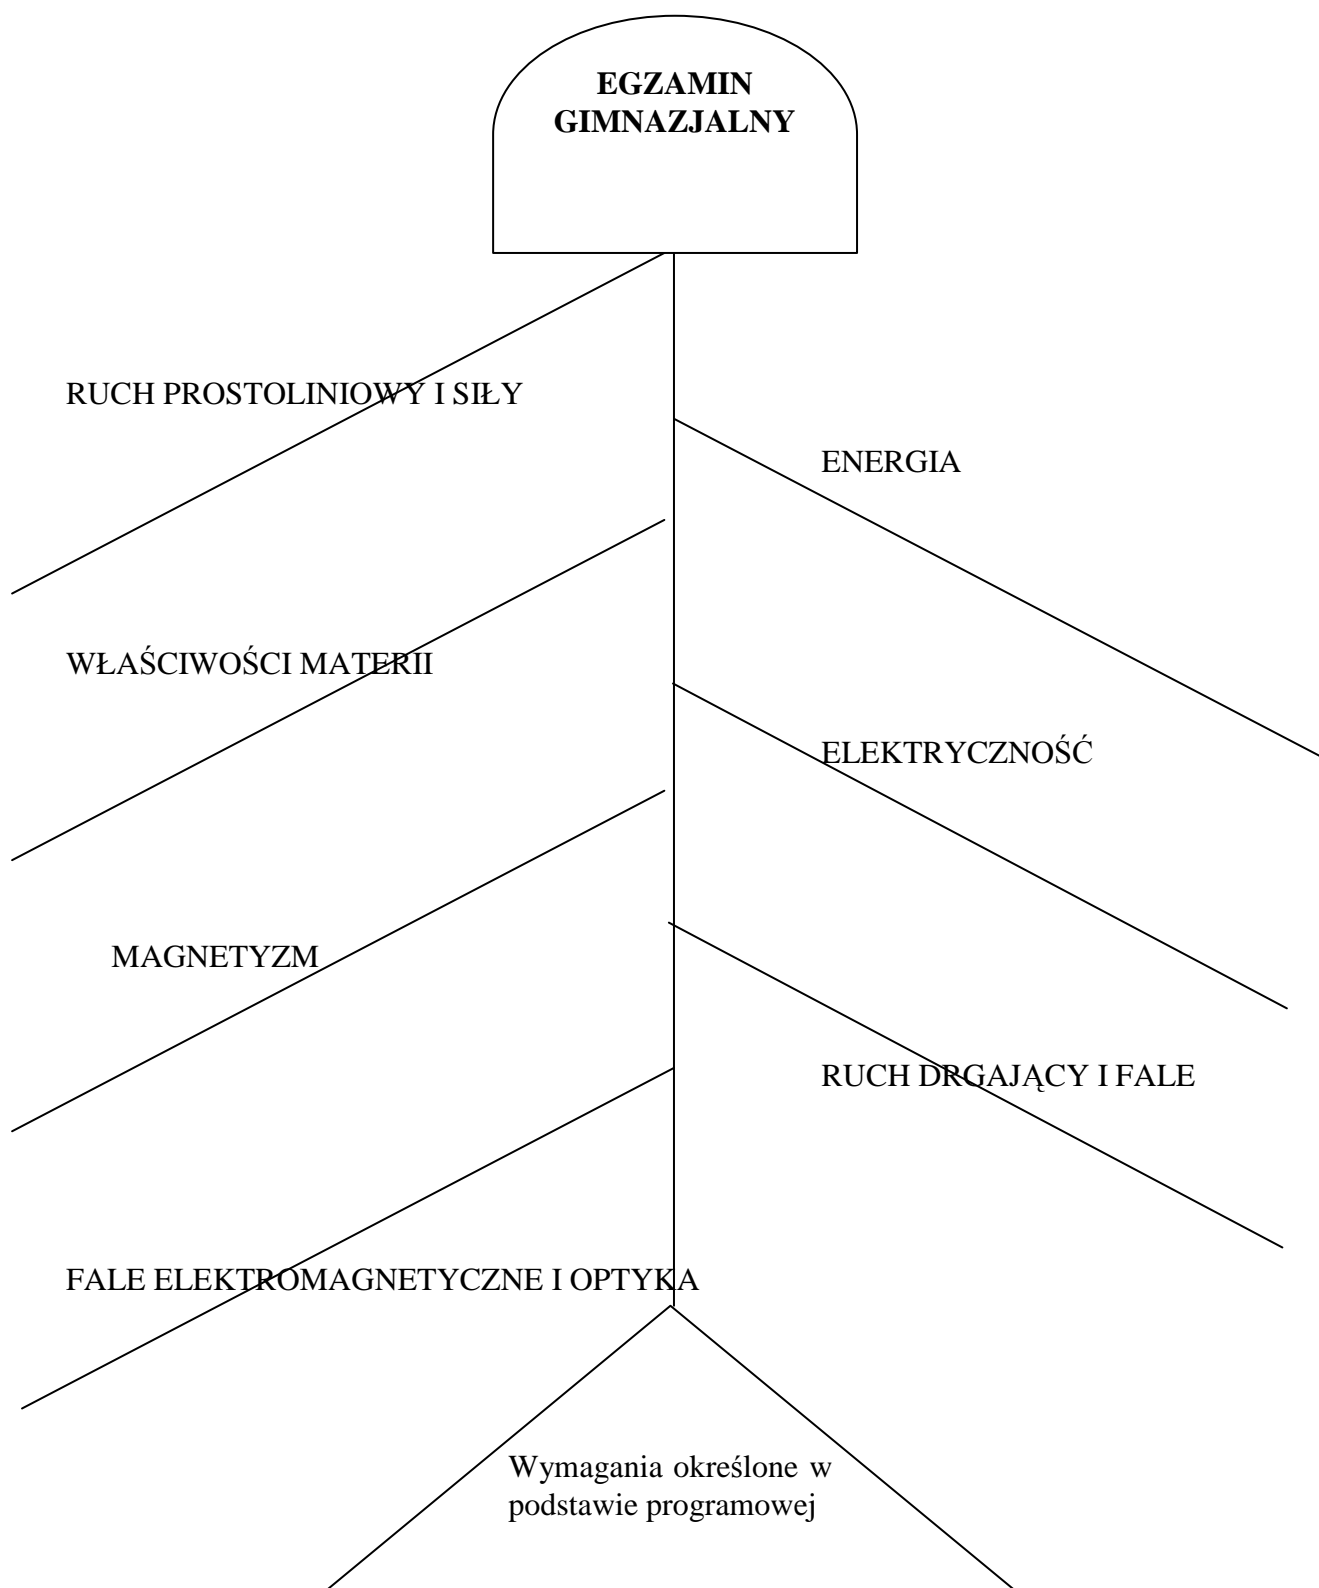 EGZAMIN
GIMNAZJALNY
RUCH PROSTOLINIOWY I SIŁY
ENERGIA
WŁAŚCIWOŚCI MATERII
ELEKTRYCZNOŚĆ
MAGNETYZM
RUCH DRGAJĄCY I FALE
FALE ELEKTROMAGNETYCZNE I OPTYKA
Wymagania określone w
podstawie programowej